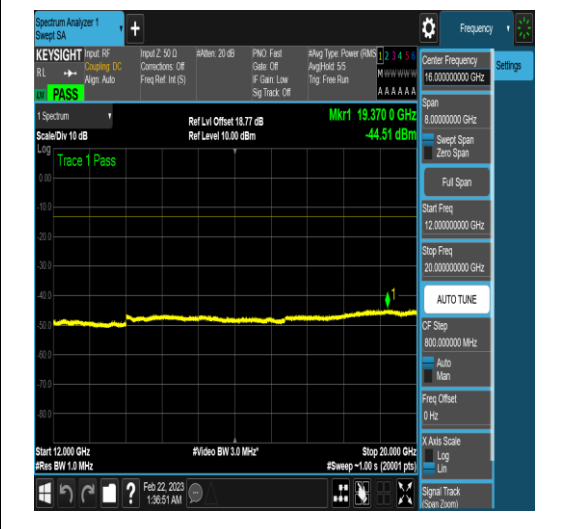 Spectrum Analyzer 1
Swept SA
Frequency
KEYSIGHT
RL
PASS
Input: RF
Coupling: DC
Align: Auto
Input Z: 50 Ω
Corrections: Off
Freq Ref: Int (S)
#Atten: 20 dB
PNO: Fast
Gate: Off
IF Gain: Low
Sig Track: Off
#Avg Type: Power (RMS
Avg|Hold: 5/5
Trig: Free Run
1 2 3 4 5 6
M W W W W W
A A A A A A
1 Spectrum
Scale/Div 10 dB
Log
Ref Lvl Offset 18.77 dB
Ref Level 10.00 dBm
Mkr1 19.370 0 GHz
-44.51 dBm
Trace 1 Pass
0.00
-10.0
-20.0
-30.0
-40.0
-50.0
-60.0
-70.0
-80.0
1
Start 12.000 GHz
#Res BW 1.0 MHz
#Video BW 3.0 MHz*
Stop 20.000 GHz
#Sweep ~1.00 s (20001 pts)
Center Frequency
16.000000000 GHz
Settings
Span
8.00000000 GHz
Swept Span
Zero Span
Full Span
Start Freq
12.000000000 GHz
Stop Freq
20.000000000 GHz
AUTO TUNE
CF Step
800.000000 MHz
Auto
Man
Freq Offset
0 Hz
X Axis Scale
Log
Lin
Signal Track
(Span Zoom)
?
Feb 22, 2023
1:36:51 AM